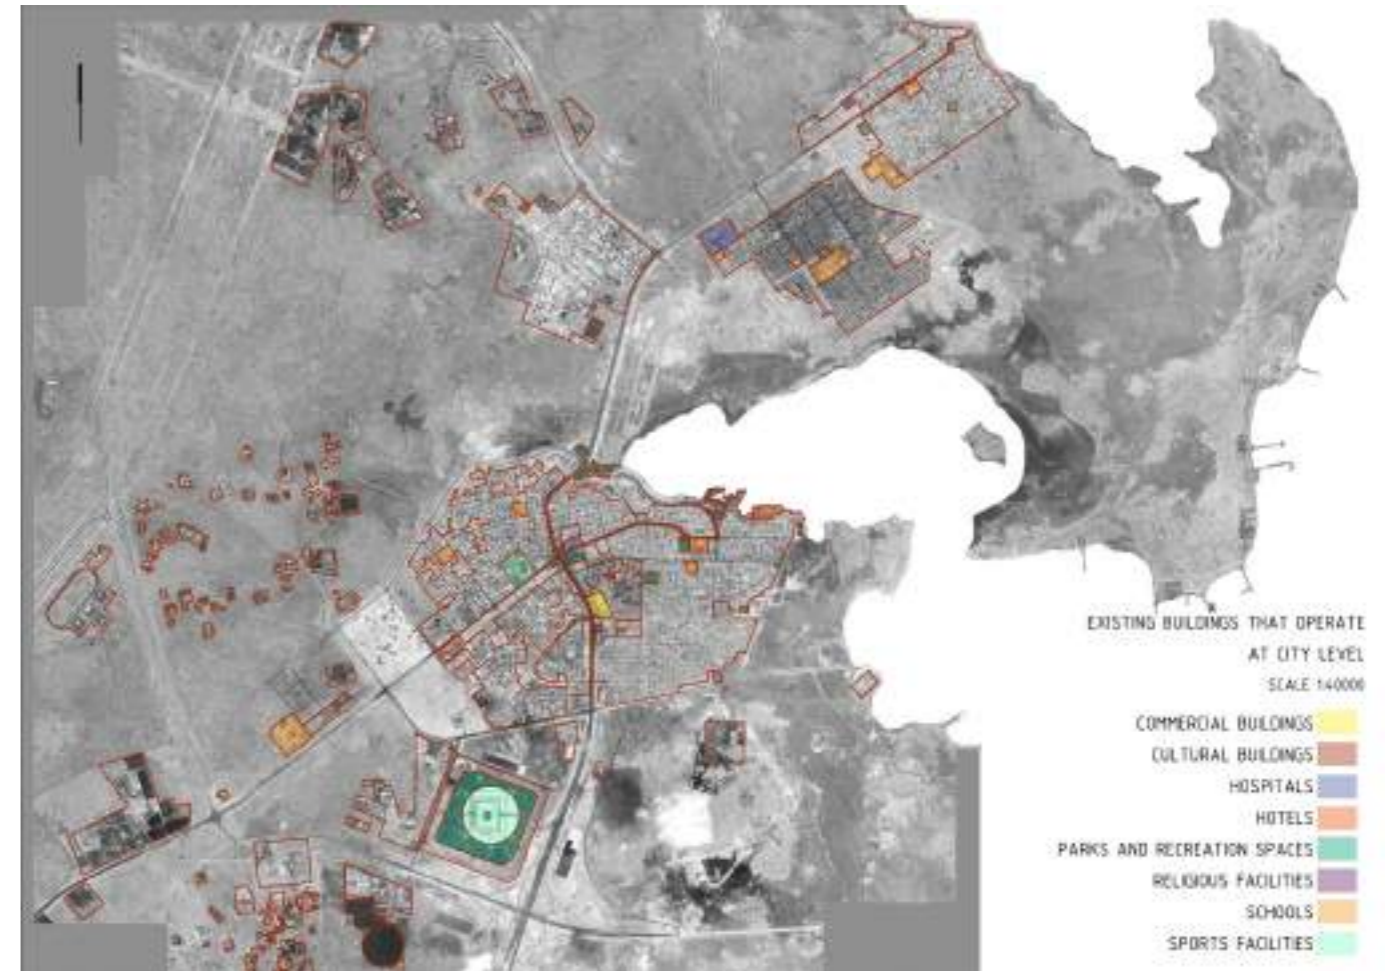 EXISTING BUILDINGS THAT OPERATE
AT CITY LEVEL
SCALE 1:40000
COMMERCIAL BUILDINGS
CULTURAL BUILDINGS
HOSPITALS
HOTELS
PARKS AND RECREATION SPACES
RELIGIOUS FACILITIES
SCHOOLS
SPORTS FACILITIES